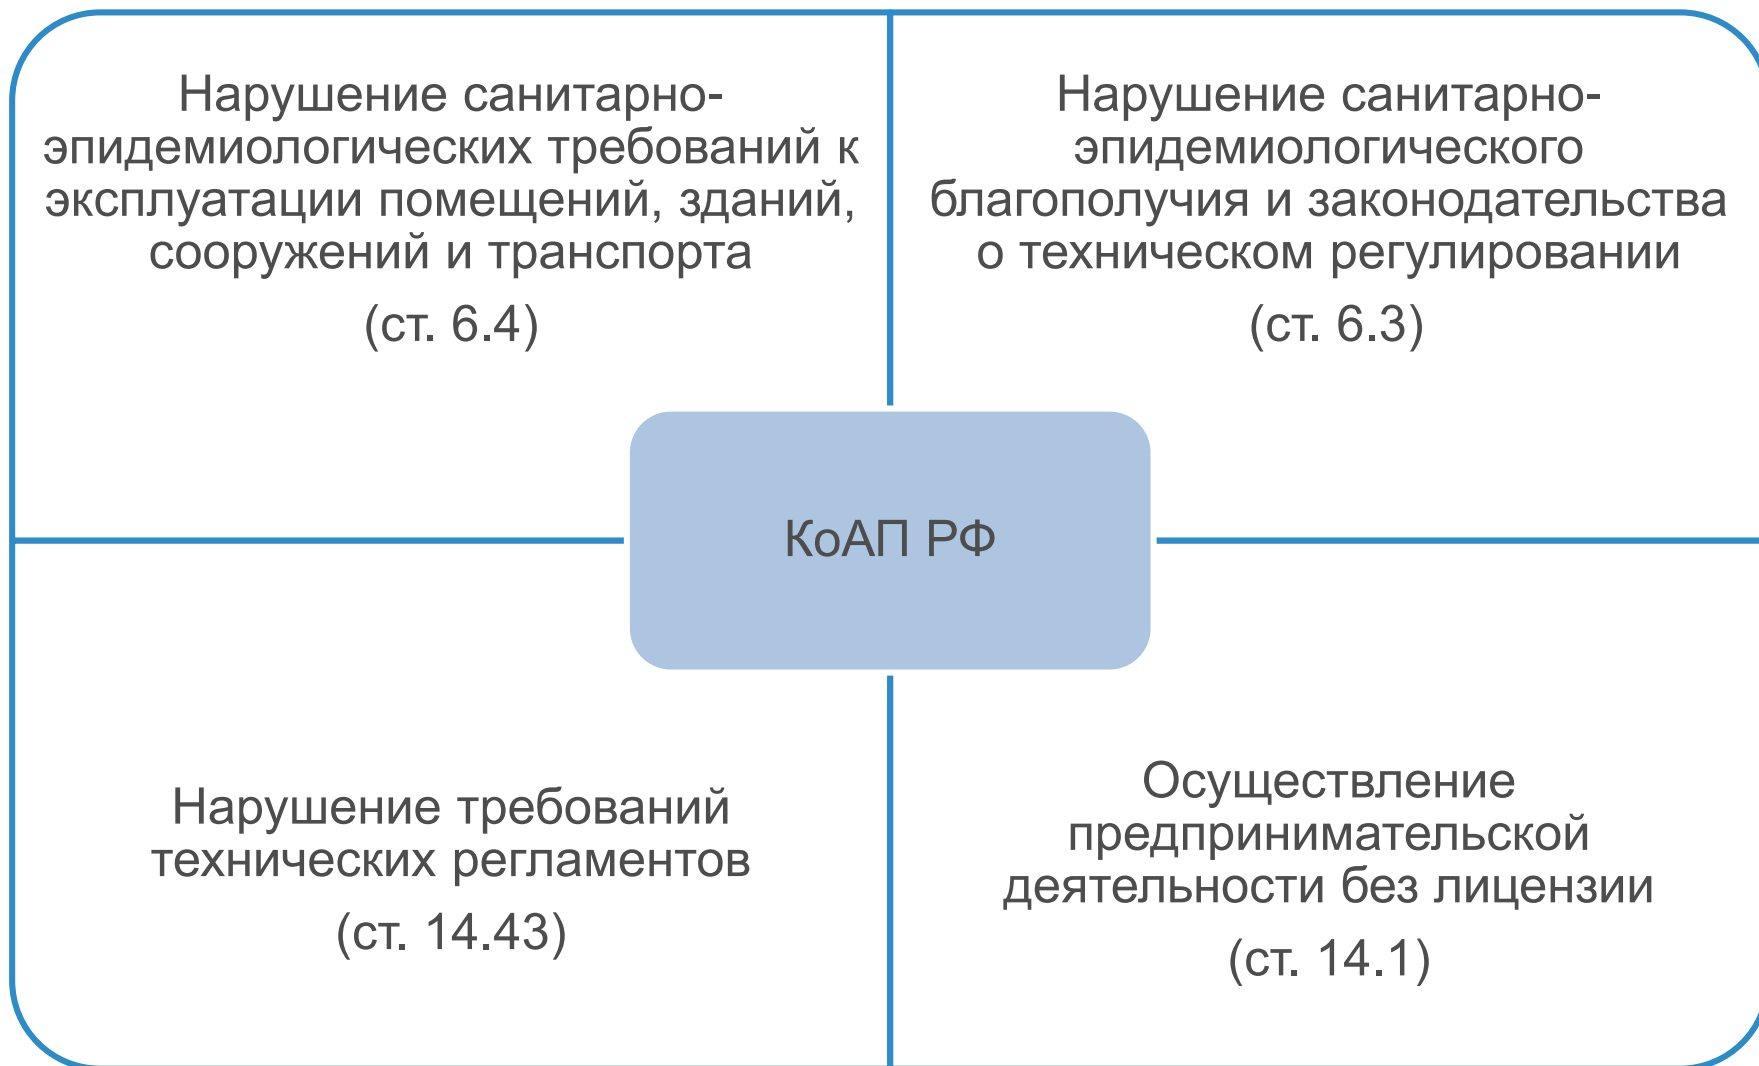 Нарушение санитарно-
эпидемиологических требований к
эксплуатации помещений, зданий,
сооружений и транспорта
(ст. 6.4)
Нарушение санитарно-
эпидемиологического
благополучия и законодательства
о техническом регулировании
(ст. 6.3)
КоАП РФ
Нарушение требований
технических регламентов
(ст. 14.43)
Осуществление
предпринимательской
деятельности без лицензии
(ст. 14.1)